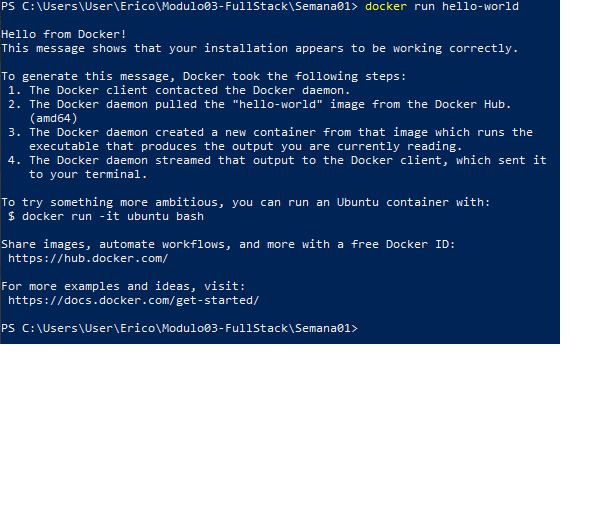 PS C:\Users\User\Erico\Modulo03-FullStack\Semana01> docker run hello-world
Hello from Docker!
This message shows that your installation appears to be working correctly.
To generate this message, Docker took the following steps:
1. The Docker client contacted the Docker daemon.
2. The Docker daemon pulled the "hello-world" image from the Docker Hub.
(amd64)
3. The Docker daemon created a new container from that image which runs the
executable that produces the output you are currently reading.
4. The Docker daemon streamed that output to the Docker client, which sent it
to your terminal.
To try something more ambitious, you can run an Ubuntu container with:
$ docker run -it ubuntu bash
Share images, automate workflows, and more with a free Docker ID:
https://hub.docker.com/
For more examples and ideas, visit:
https://docs.docker.com/get-started/
PS C:\Users\User\Erico\Modulo03-FullStack\Semana01>